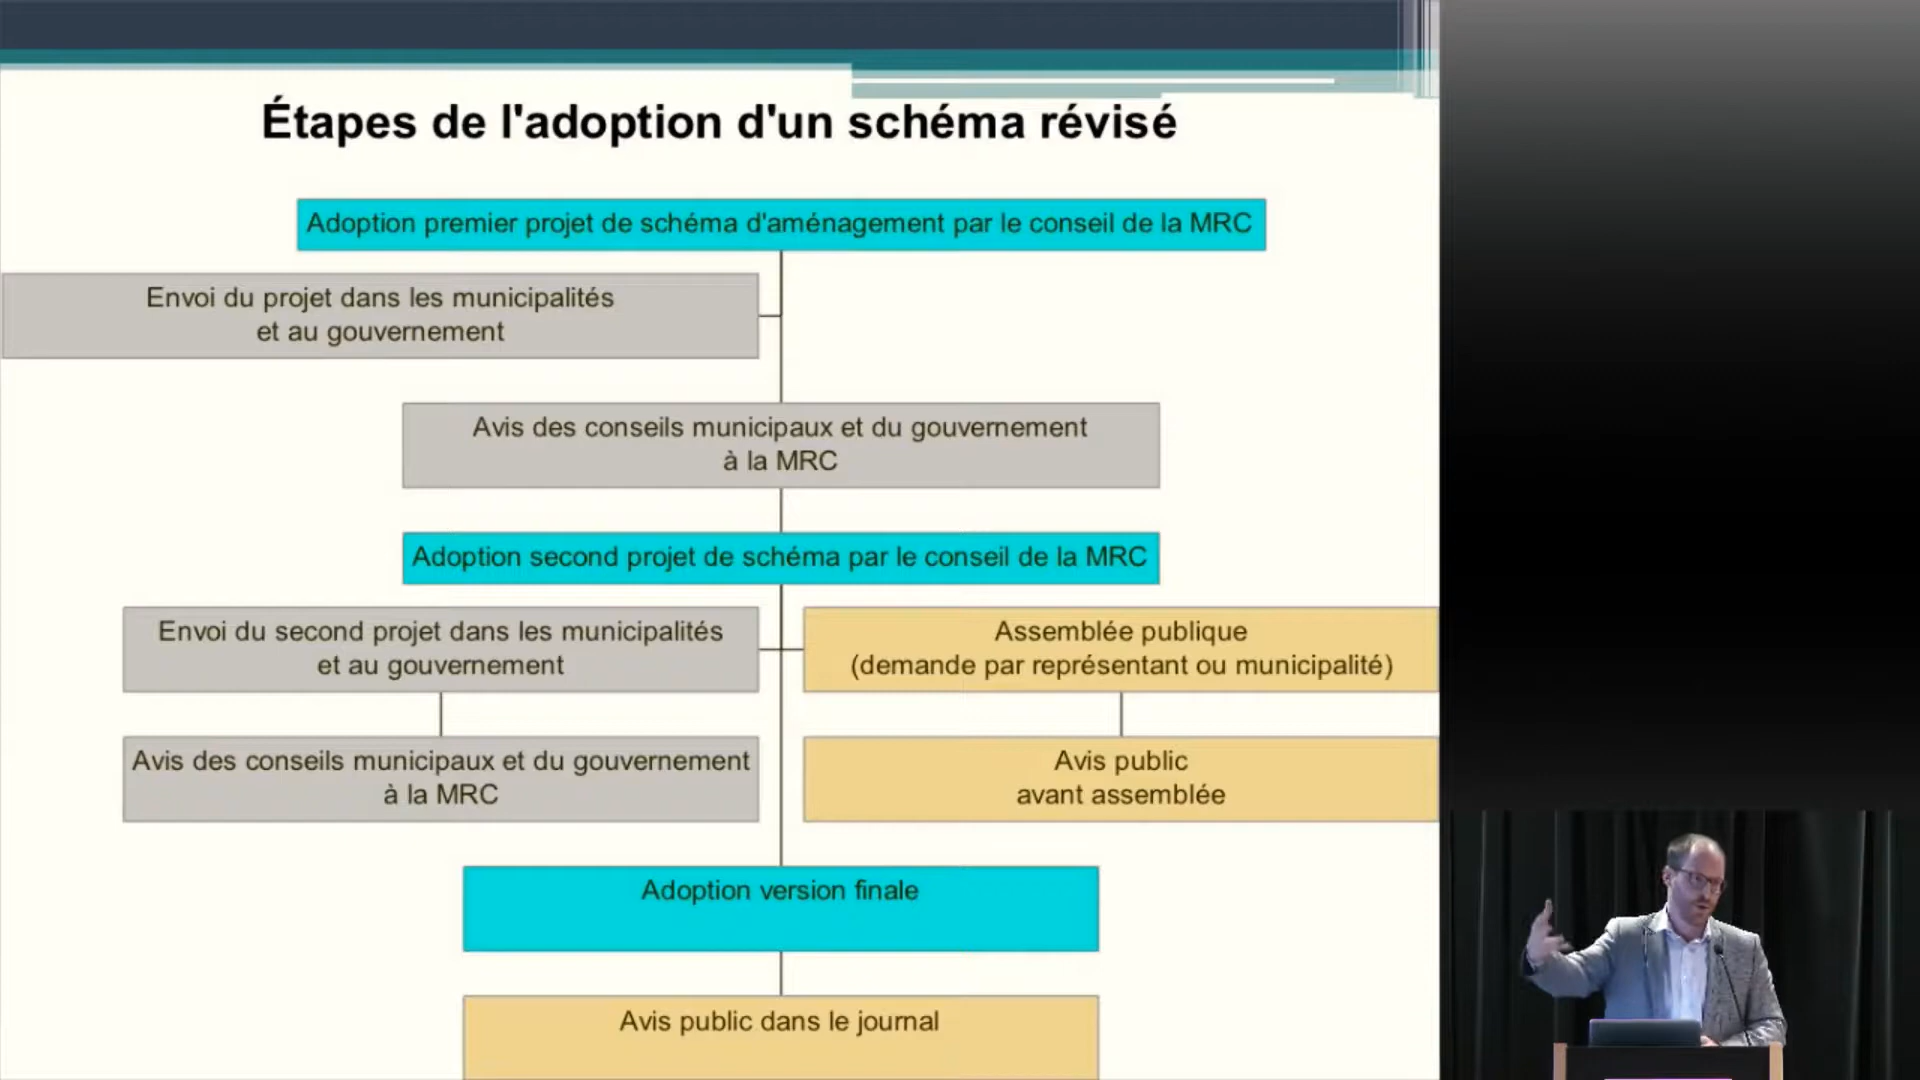 Étapes de l'adoption d'un schéma révisé
Adoption premier projet de schéma d'aménagement par le conseil de la MRC
Envoi du projet dans les municipalités
et au gouvernement
Avis des conseils municipaux et du gouvernement
à la MRC
Adoption second projet de schéma par le conseil de la MRC
Envoi du second projet dans les municipalités
et au gouvernement
Assemblée publique
(demande par représentant ou municipalité)
Avis des conseils municipaux et du gouvernement
à la MRC
Avis public
avant assemblée
Adoption version finale
Avis public dans le journal